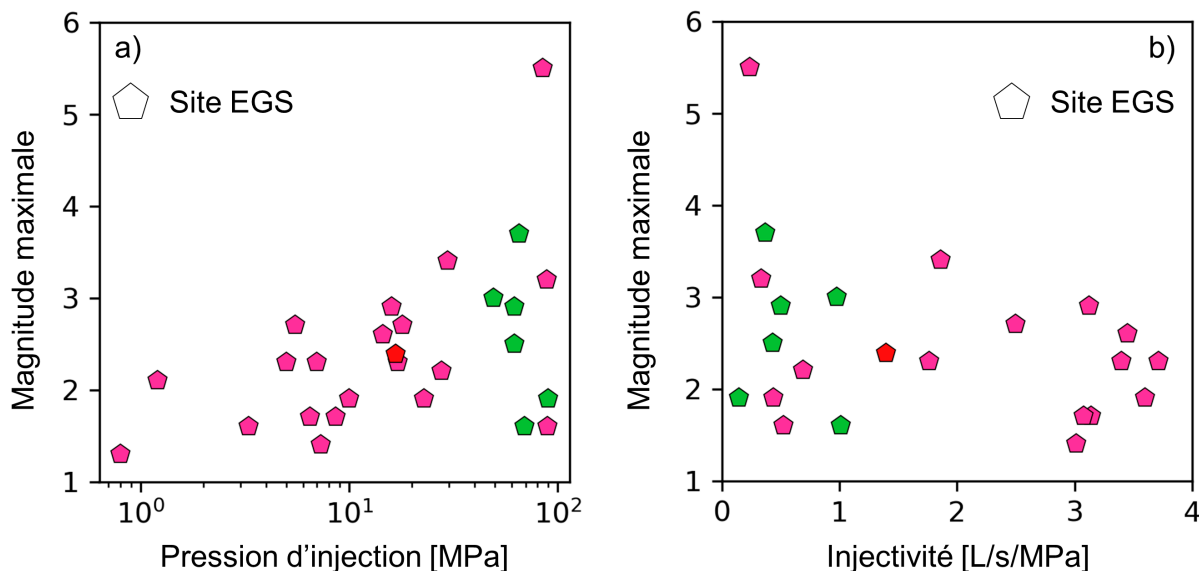 a)
Site EGS
Magnitude maximale
6
5
4
3
2
1
10⁰
10¹
10²
Pression d’injection [MPa]
b)
Site EGS
Magnitude maximale
6
5
4
3
2
1
0
1
2
3
4
Injectivité [L/s/MPa]